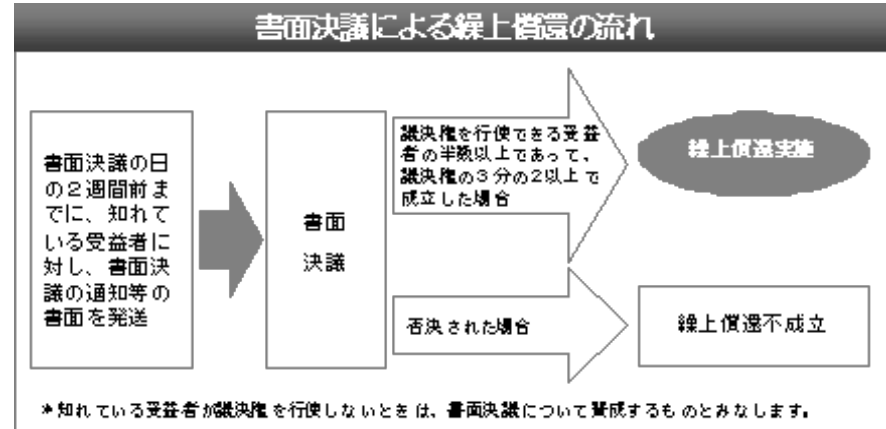 書面決議による繰上償還の流れ
書面決議の日
の2週間前ま
でに、知れて
いる受益者に
対し、書面決
議の通知等の
書面を発送
書面
決議
議決権を行使できる受益
者の半数以上であって、
議決権の3分の2以上で
成立した場合
繰上償還実施
否決された場合
繰上償還不成立
*知れている受益者が議決権を行使しないときは、書面決議について賛成するものとみなします。